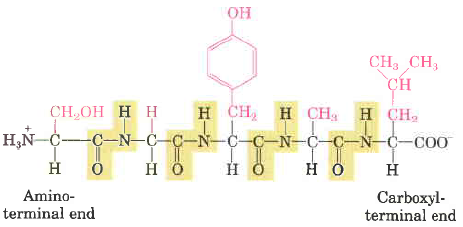 OH
CH₃ CH₃
CH
CH₂OH H H H CH₂ H CH₃ H CH₂
H₃N⁺ C C N C C N C C N C C N C COO⁻
H O H O H O H O H
Amino-
terminal end
Carboxyl-
terminal end